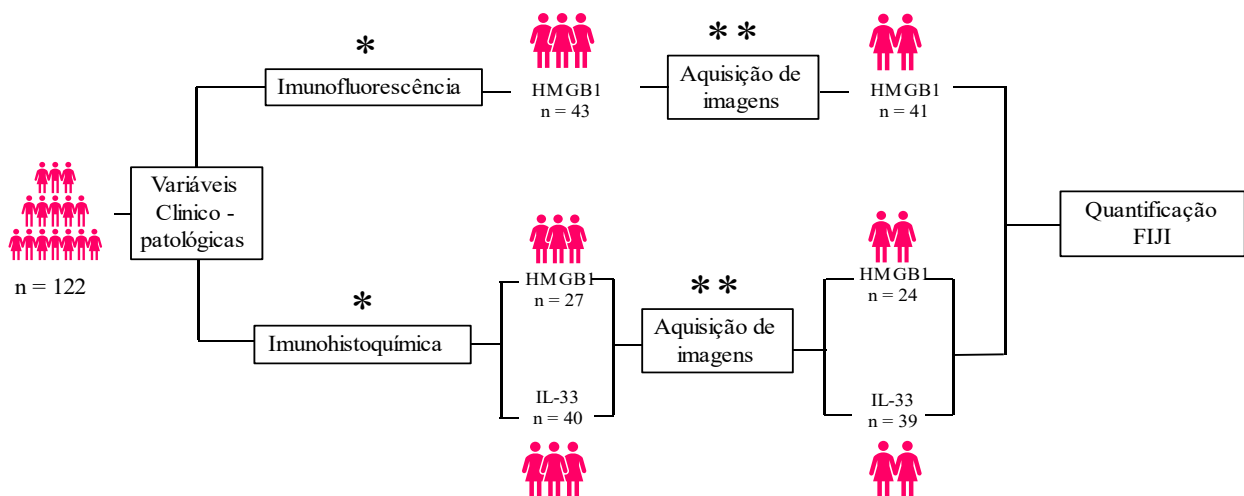 n = 122
Variáveis
Clinico -
patológicas
*
Imunofluorescência
HMGB1
n = 43
**
Aquisição de
imagens
HMGB1
n = 41
*
Imunohistoquímica
HMGB1
n = 27
IL-33
n = 40
**
Aquisição de
imagens
HMGB1
n = 24
IL-33
n = 39
Quantificação
FIJI